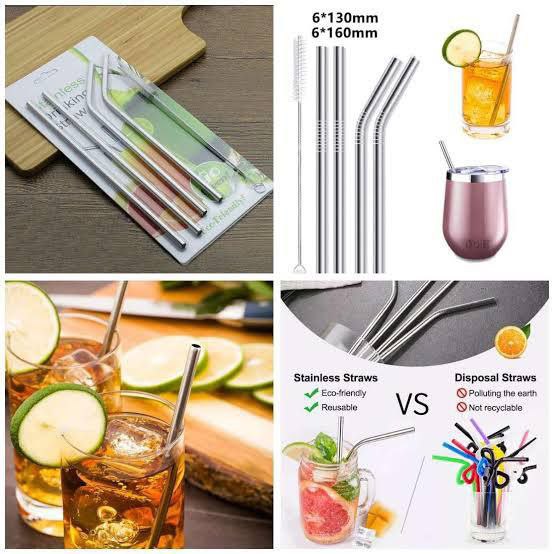 Stainless
Drinking
Straw
Go
Eco-Friendly!
6*130mm
6*160mm
Stainless Straws
Eco-friendly
Reusable
VS
Disposal Straws
Polluting the earth
Not recyclable